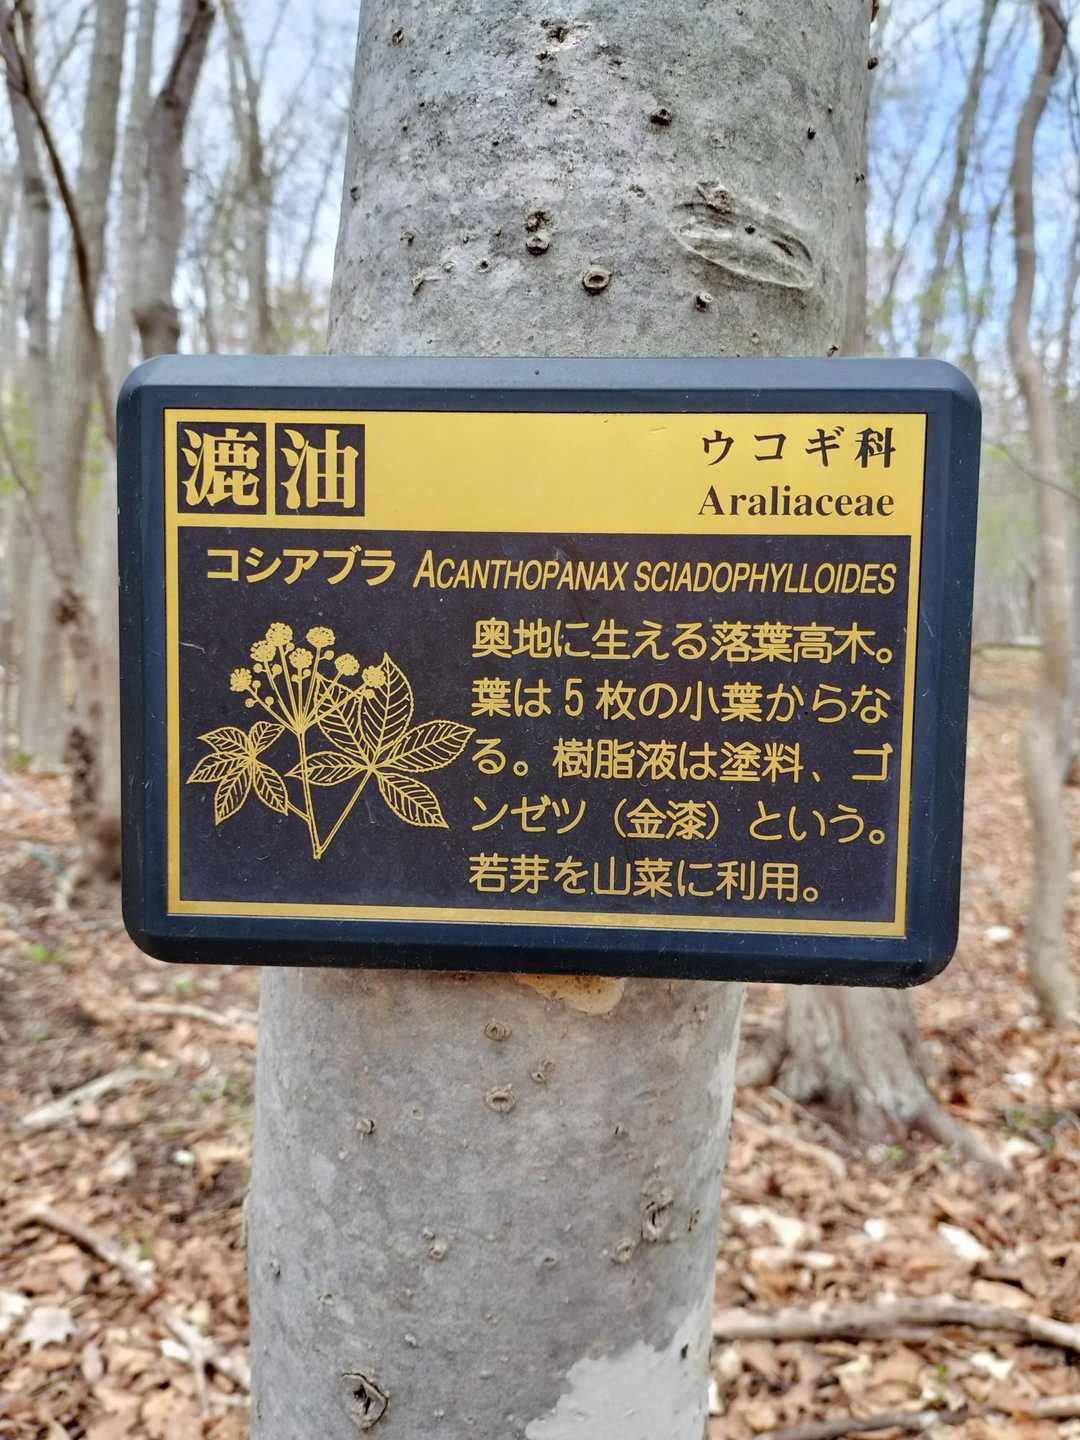 漉油
ウコギ科
Araliaceae
コシアブラ ACANTHOPANAX SCIADOPHYLLOIDES
奥地に生える落葉高木。
葉は5枚の小葉からな
る。樹脂液は塗料、ゴ
ンゼツ（金漆）という。
若芽を山菜に利用。